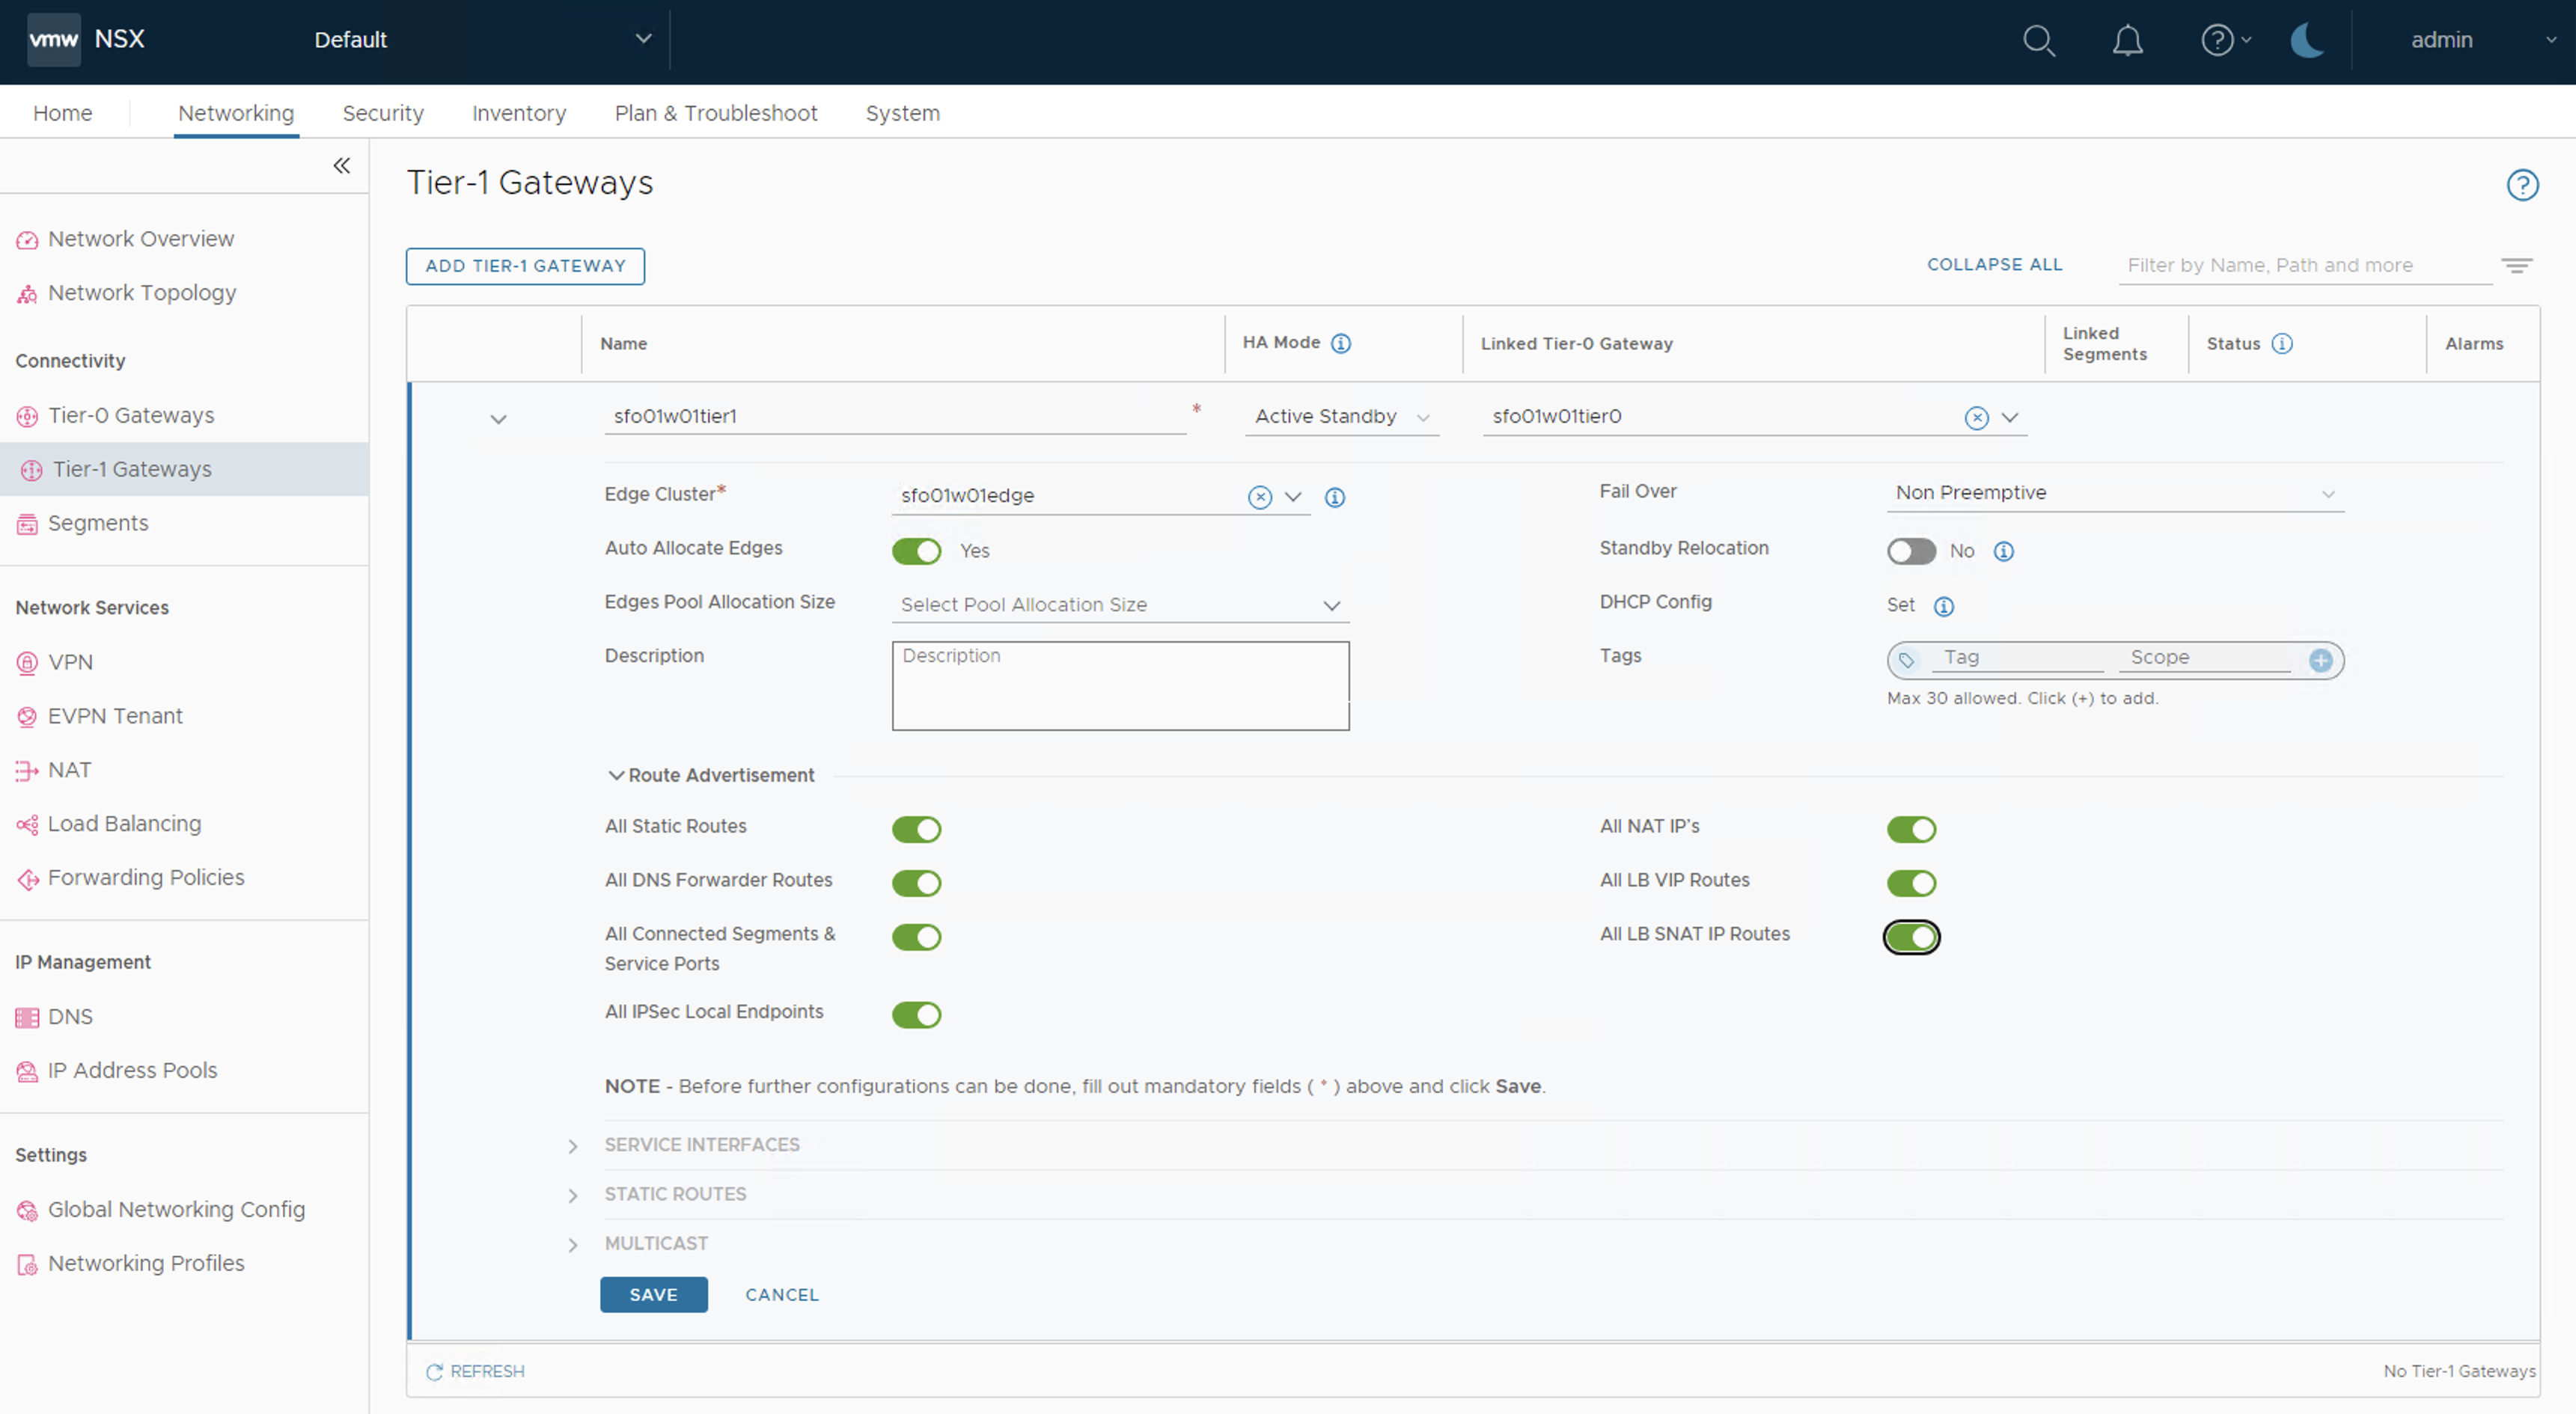 vmw NSX Default admin
Home Networking Security Inventory Plan & Troubleshoot System
Network Overview
Network Topology
Connectivity
Tier-0 Gateways
Tier-1 Gateways
Segments
Network Services
VPN
EVPN Tenant
NAT
Load Balancing
Forwarding Policies
IP Management
DNS
IP Address Pools
Settings
Global Networking Config
Networking Profiles
Tier-1 Gateways
ADD TIER-1 GATEWAY COLLAPSE ALL Filter by Name, Path and more
Name HA Mode Linked Tier-0 Gateway Linked Segments Status Alarms
sfo01w01tier1 * Active Standby sfo01w01tier0
Edge Cluster* sfo01w01edge Fail Over Non Preemptive
Auto Allocate Edges Yes Standby Relocation No
Edges Pool Allocation Size Select Pool Allocation Size DHCP Config Set
Description Description Tags Tag Scope
Max 30 allowed. Click (+) to add.
Route Advertisement
All Static Routes All NAT IP's
All DNS Forwarder Routes All LB VIP Routes
All Connected Segments & All LB SNAT IP Routes
Service Ports
All IPSec Local Endpoints
NOTE - Before further configurations can be done, fill out mandatory fields ( * ) above and click Save.
SERVICE INTERFACES
STATIC ROUTES
MULTICAST
SAVE CANCEL
REFRESH No Tier-1 Gateways